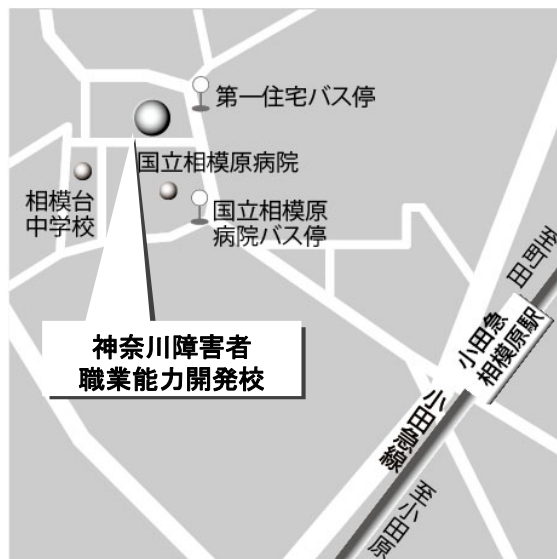 第一住宅バス停
国立相模原病院
相模台
中学校
国立相模原
病院バス停
至町田
小田急
相模原駅
神奈川障害者
職業能力開発校
小田急線
至小田原